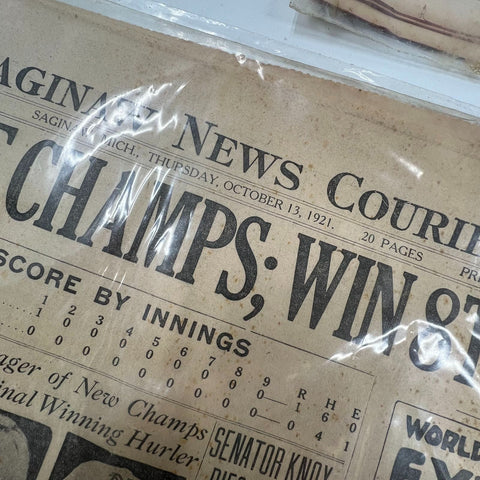 SAGINAW NEWS COURIE
SAGINAW, MICH., THURSDAY, OCTOBER 13, 1921. 20 PAGES PRI
CHAMPS; WIN S
SCORE BY INNINGS
1 2 3 4 5 6 7 8 9 R H E
1 0 0 0 0 0 0 0 0—1 6 0
0 0 0 0 0 0 0 0 0—0 4 1
ager of New Champs
inal Winning Hurler
SENATOR KNOX
WORLD